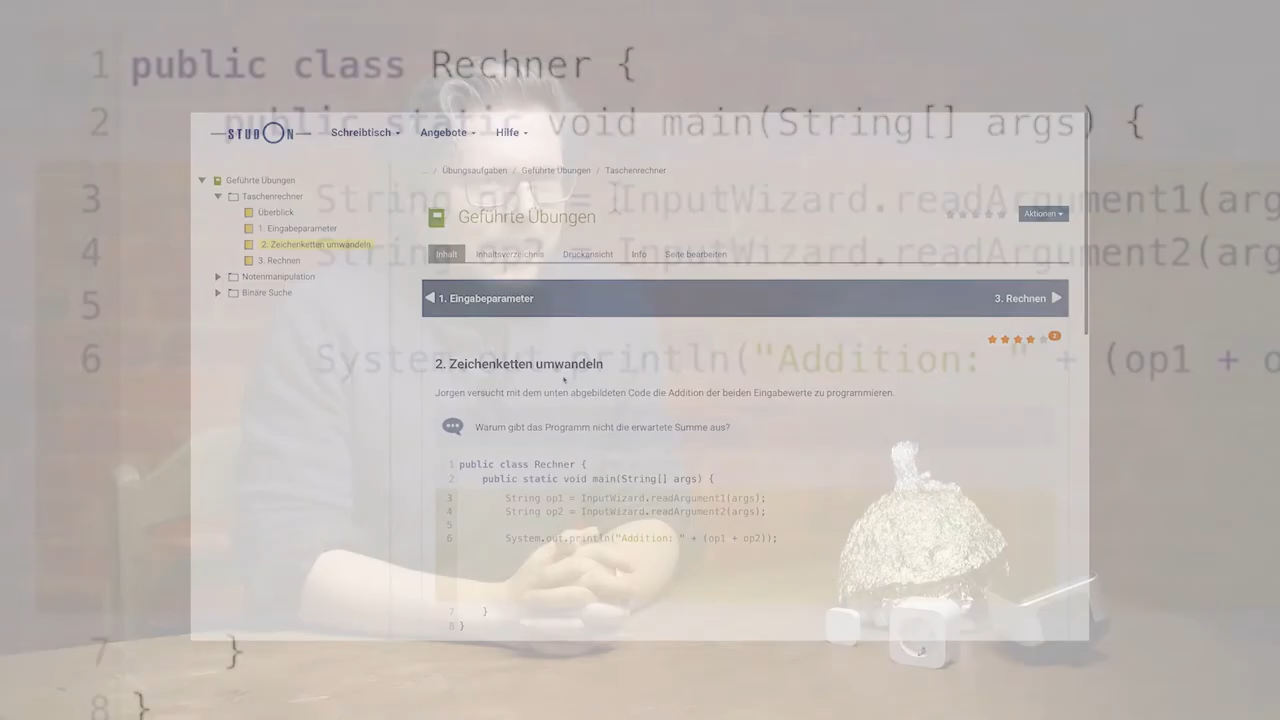 1 public class Rechner {
2 public static void main(String[] args) {
3 String op1 = InputWizard.readArgument1(arg
4 String op2 = InputWizard.readArgument2(arg
5
6 System.out.println("Addition: " + (op1 + o
7 }
8 }
STUDON Schreibtisch Angebote Hilfe
Geführte Übungen
Taschenrechner
Überblick
1. Eingabeparameter
2. Zeichenketten umwandeln
3. Rechnen
Notenmanipulation
Binäre Suche
/ Übungsaufgaben / Geführte Übungen / Taschenrechner
Geführte Übungen
Aktionen
Inhalt Inhaltsverzeichnis Druckansicht Info Seite bearbeiten
1. Eingabeparameter 3. Rechnen
2. Zeichenketten umwandeln
Jorgen versucht mit dem unten abgebildeten Code die Addition der beiden Eingabewerte zu programmieren.
Warum gibt das Programm nicht die erwartete Summe aus?
1 public class Rechner {
2 public static void main(String[] args) {
3 String op1 = InputWizard.readArgument1(args);
4 String op2 = InputWizard.readArgument2(args);
5
6 System.out.println("Addition: " + (op1 + op2));
7 }
8 }